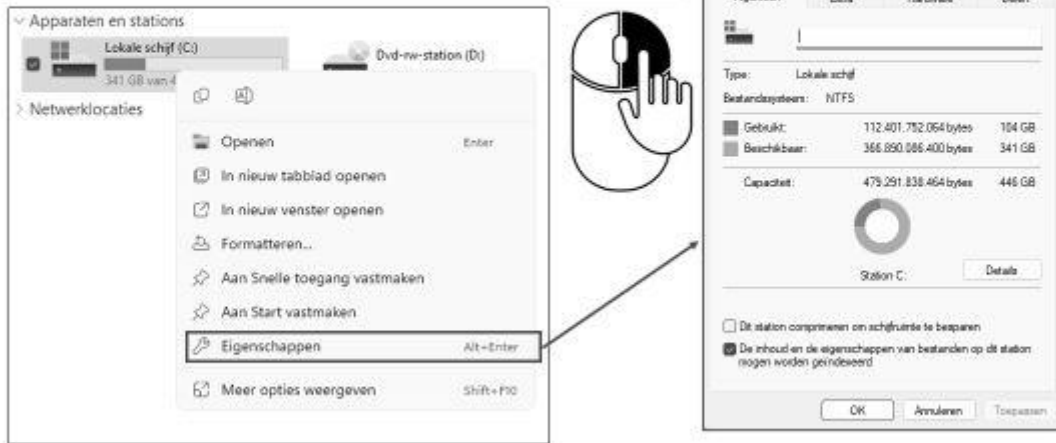 Apparaten en stations
Lokale schijf (C:)
341 GB van 4
Dvd-rw-station (D:)
Netwerklocaties
Openen Enter
In nieuw tabblad openen
In nieuw venster openen
Formatteren...
Aan Snelle toegang vastmaken
Aan Start vastmaken
Eigenschappen Alt+Enter
Meer opties weergeven Shift+F10
Type: Lokale schijf
Bestandssysteem: NTFS
Gebruikt: 112.401.752.064 bytes 104 GB
Beschikbaar: 366.890.086.400 bytes 341 GB
Capaciteit: 479.291.838.464 bytes 446 GB
Station C:
Details
Dit station comprimeren om schijfruimte te besparen
De inhoud en de eigenschappen van bestanden op dit station
mogen worden geïndexeerd
OK Annuleren Toepassen